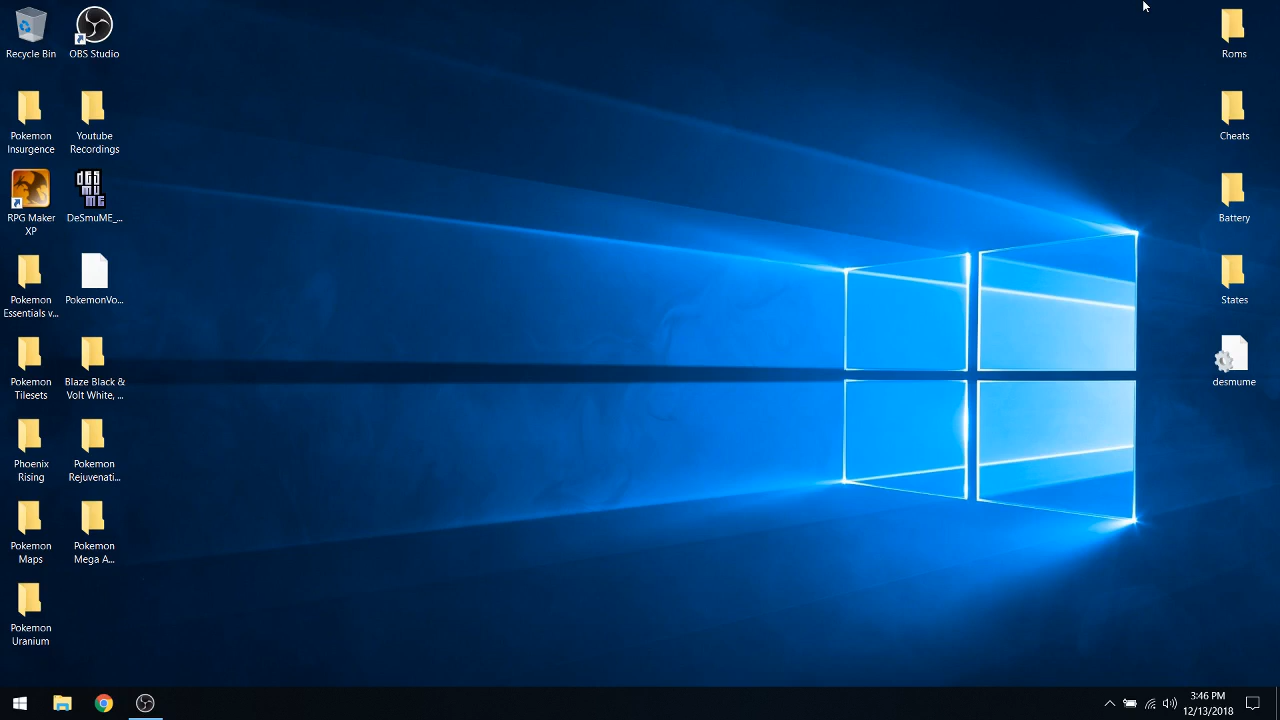 Recycle Bin
OBS Studio
Roms
Pokemon
Insurgence
Youtube
Recordings
Cheats
RPG Maker
XP
DeSmuME_...
Battery
Pokemon
Essentials v...
PokemonVo...
States
Pokemon
Tilesets
Blaze Black &
Volt White, ...
desmume
Phoenix
Rising
Pokemon
Rejuvenati...
Pokemon
Maps
Pokemon
Mega A...
Pokemon
Uranium
3:46 PM
12/13/2018